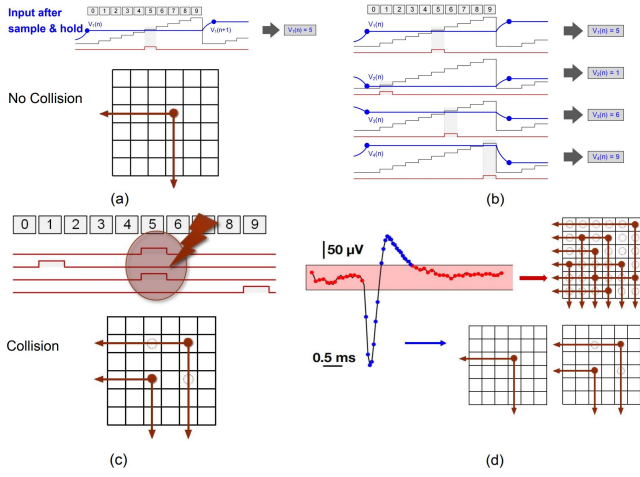 Input after
sample & hold
0 1 2 3 4 5 6 7 8 9
V₁(n)
V₁(n+1)
V₁(n) = 5
No Collision
(a)
0 1 2 3 4 5 6 7 8 9
V₁(n)
V₁(n) = 5
V₂(n)
V₂(n) = 1
V₃(n)
V₃(n) = 6
V₄(n)
V₄(n) = 9
(b)
0 1 2 3 4 5 6 7 8 9
Collision
(c)
50 µV
0.5 ms
(d)